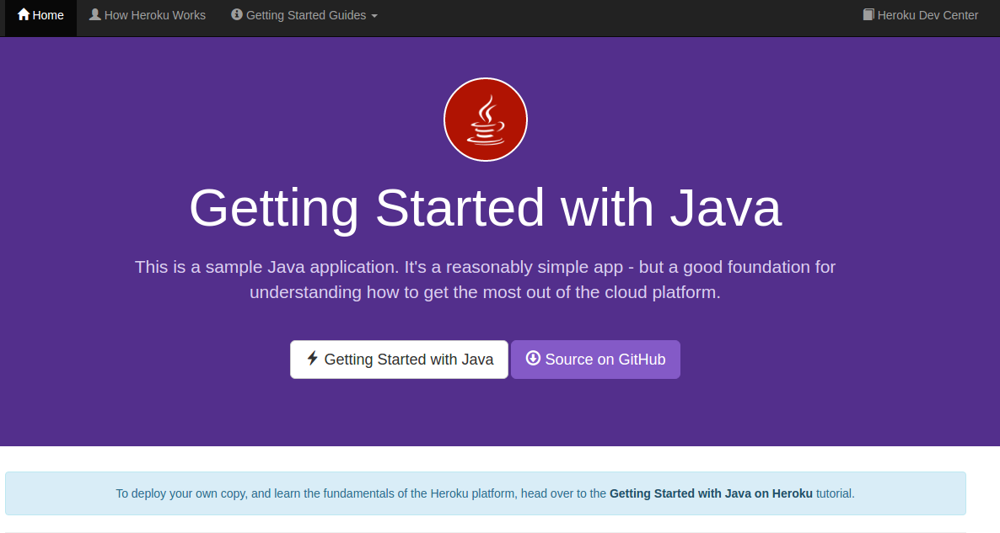 Home How Heroku Works Getting Started Guides Heroku Dev Center
Getting Started with Java
This is a sample Java application. It's a reasonably simple app - but a good foundation for
understanding how to get the most out of the cloud platform.
Getting Started with Java Source on GitHub
To deploy your own copy, and learn the fundamentals of the Heroku platform, head over to the Getting Started with Java on Heroku tutorial.